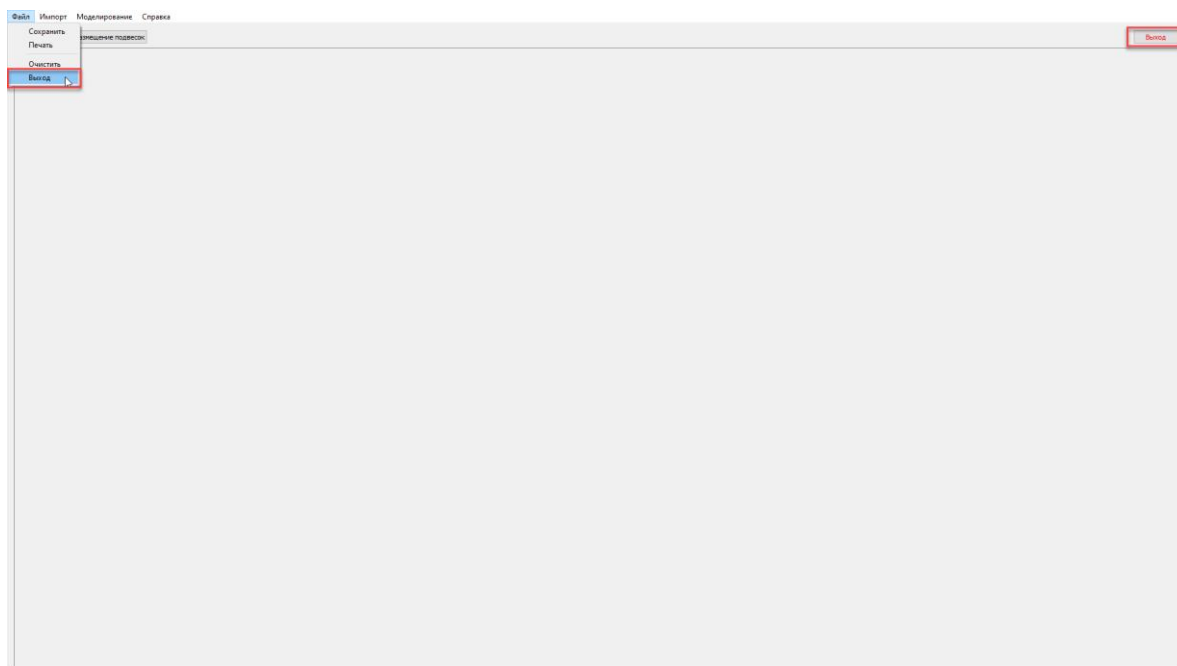 Файл Импорт Моделирование Справка
Сохранить
азмещение подвесок
Выход
Печать
Очистить
Выход